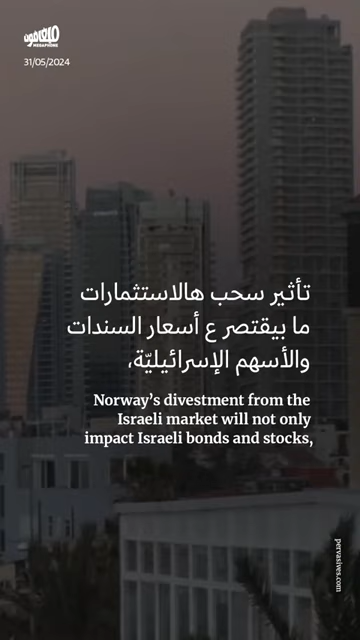 ميغافون
MEGAPHONE
31/05/2024
تأثير سحب هالاستثمارات
ما بيقتصر ع أسعار السندات
والأسهم الإسرائيليّة،
Norway's divestment from the
Israeli market will not only
impact Israeli bonds and stocks,
pervasives.com